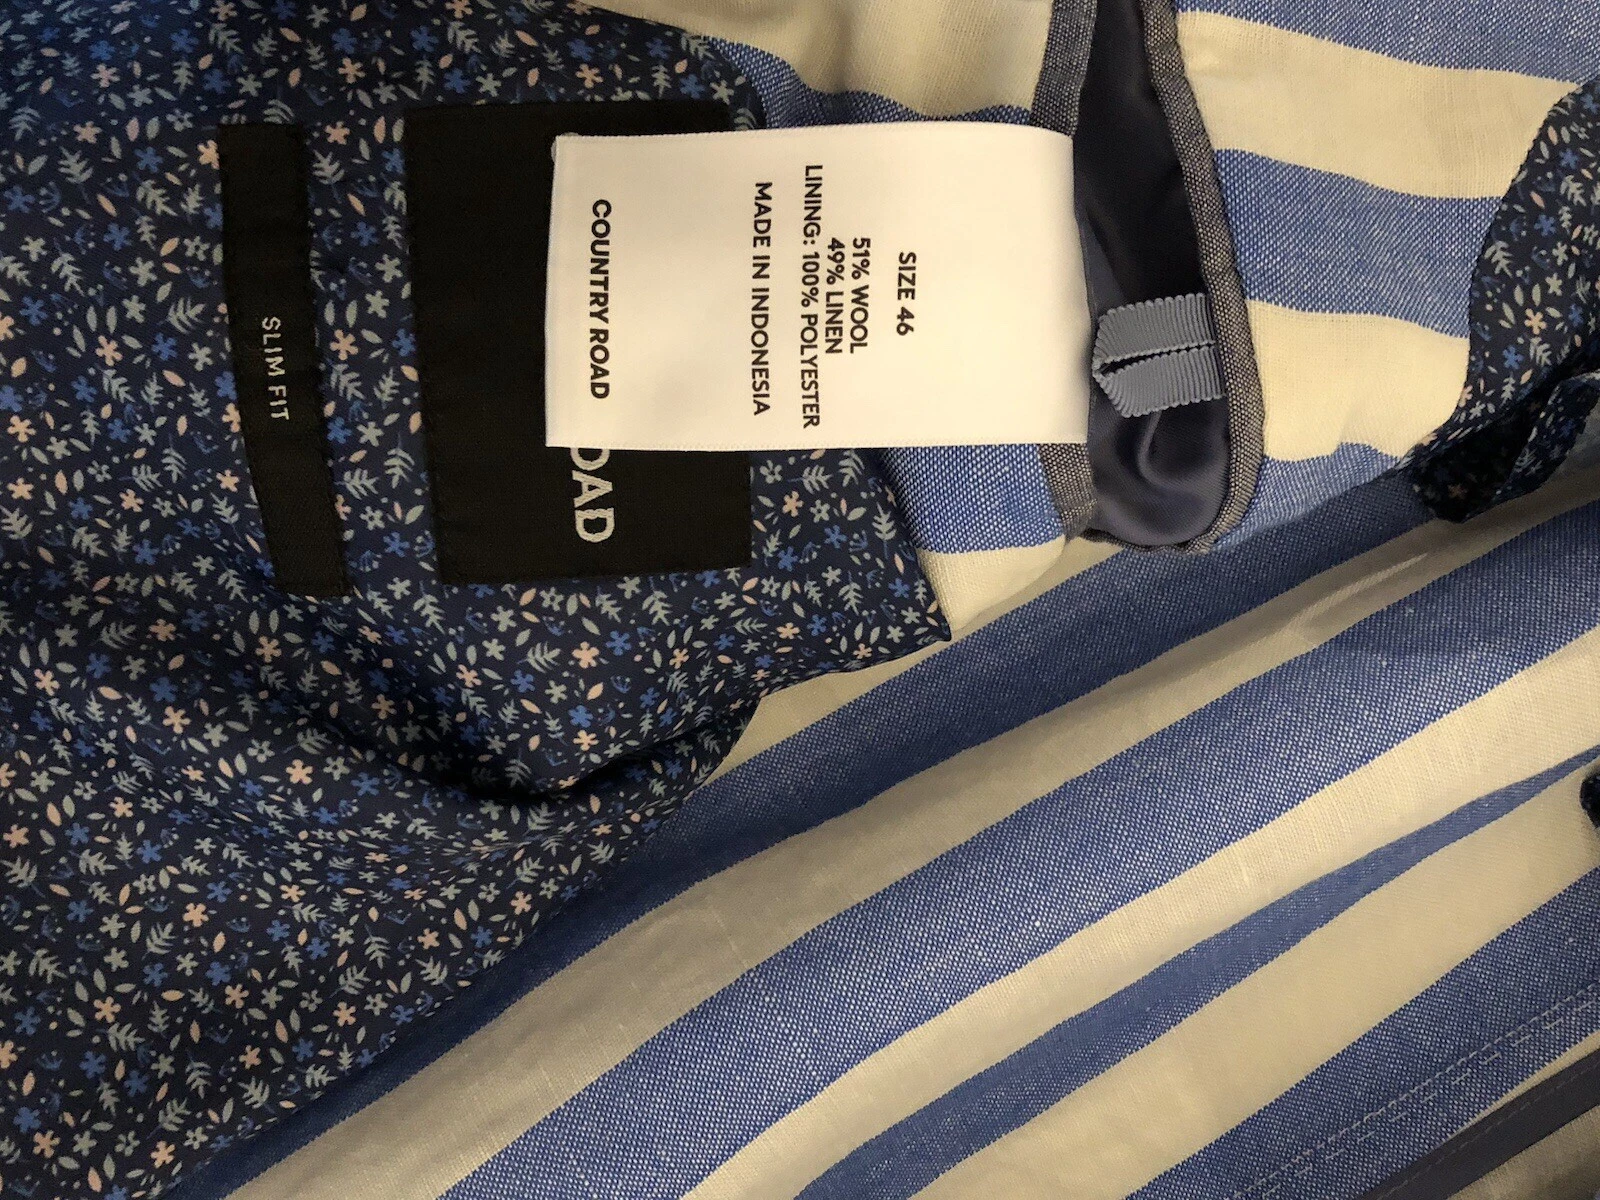 SIZE 46
51% WOOL
49% LINEN
LINING: 100% POLYESTER
MADE IN INDONESIA
COUNTRY ROAD
OAD
SLIM FIT